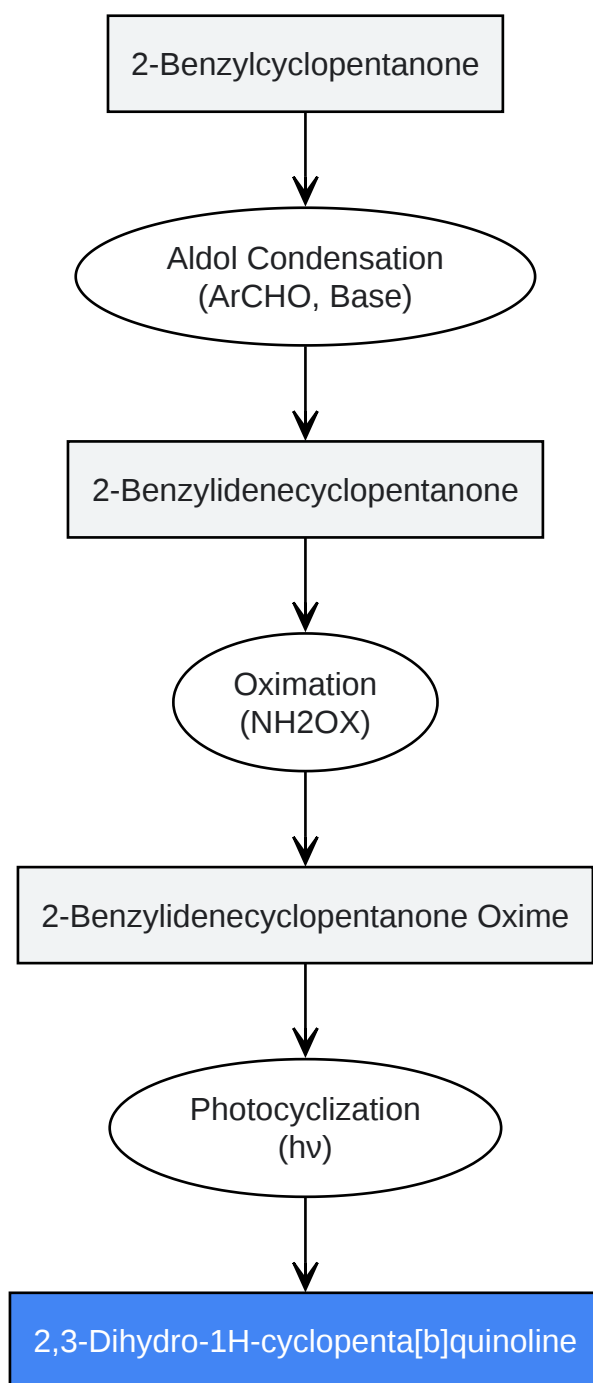 2-Benzylcyclopentanone
Aldol Condensation
(ArCHO, Base)
2-Benzylidenecyclopentanone
Oximation
(NH2OX)
2-Benzylidenecyclopentanone Oxime
Photocyclization
(hν)
2,3-Dihydro-1H-cyclopenta[b]quinoline